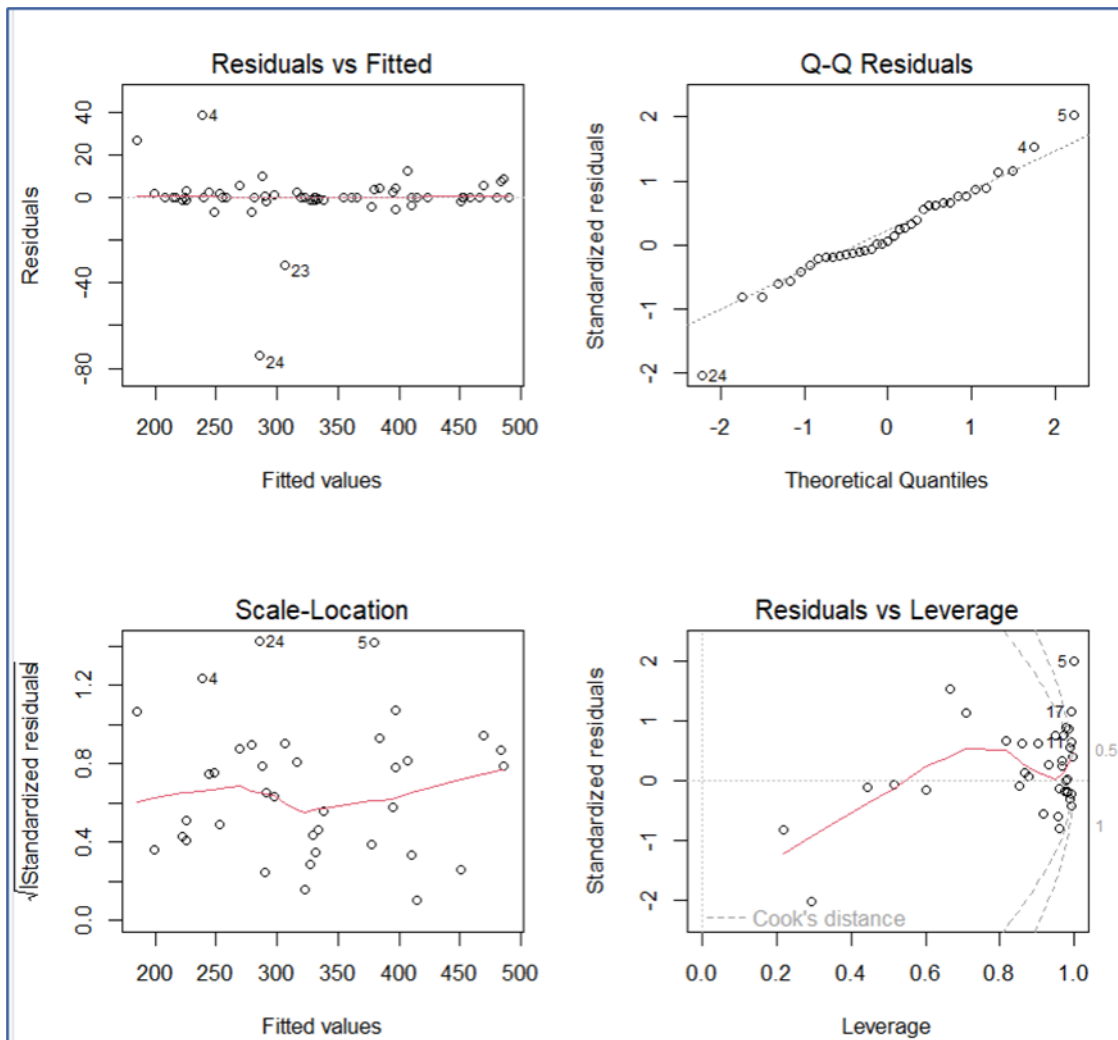 Residuals vs Fitted
40
20
0
-40
-80
Residuals
4
23
24
200 250 300 350 400 450 500
Fitted values
Q-Q Residuals
2
1
0
-1
-2
Standardized residuals
5
4
24
-2 -1 0 1 2
Theoretical Quantiles
Scale-Location
1.2
0.8
0.4
0.0
√|Standardized residuals|
24
5
4
200 250 300 350 400 450 500
Fitted values
Residuals vs Leverage
2
1
0
-1
-2
Standardized residuals
5
17
11
0.5
1
Cook's distance
0.0 0.2 0.4 0.6 0.8 1.0
Leverage